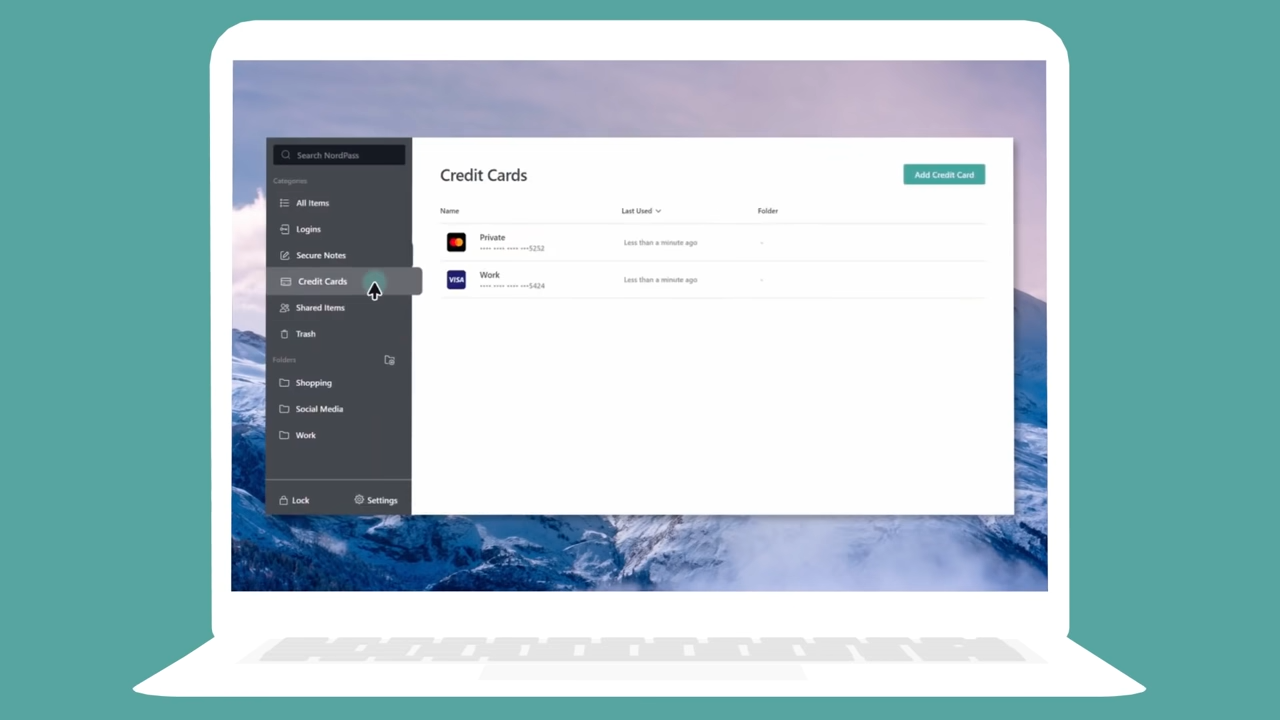 Search NordPass
Categories
All Items
Logins
Secure Notes
Credit Cards
Shared Items
Trash
Folders
Shopping
Social Media
Work
Lock Settings
Credit Cards Add Credit Card
Name Last Used Folder
Private
•••• •••• •••• •••5252 Less than a minute ago -
VISA Work
•••• •••• •••• •••5424 Less than a minute ago -